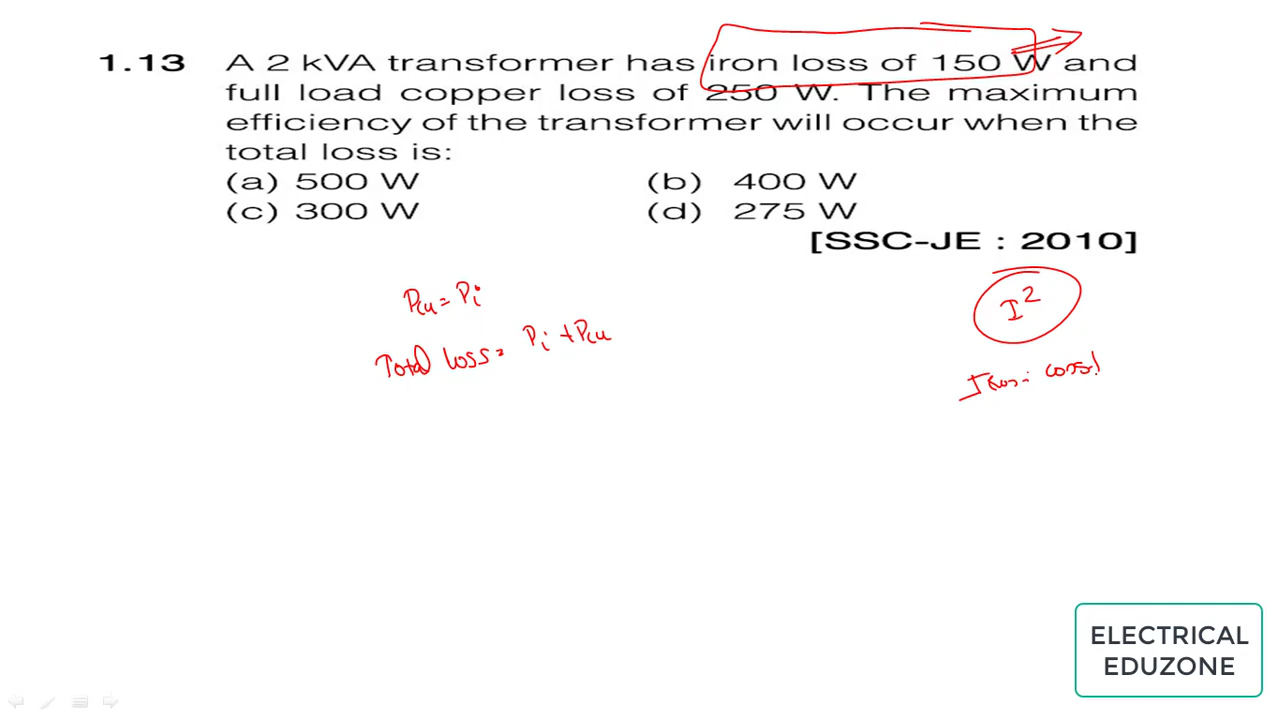 1.13 A 2 kVA transformer has iron loss of 150 W and
full load copper loss of 250 W. The maximum
efficiency of the transformer will occur when the
total loss is:
(a) 500 W (b) 400 W
(c) 300 W (d) 275 W
[SSC-JE : 2010]
Pcu = Pi
I²
Total loss = Pi + Pcu
ELECTRICAL
EDUZONE